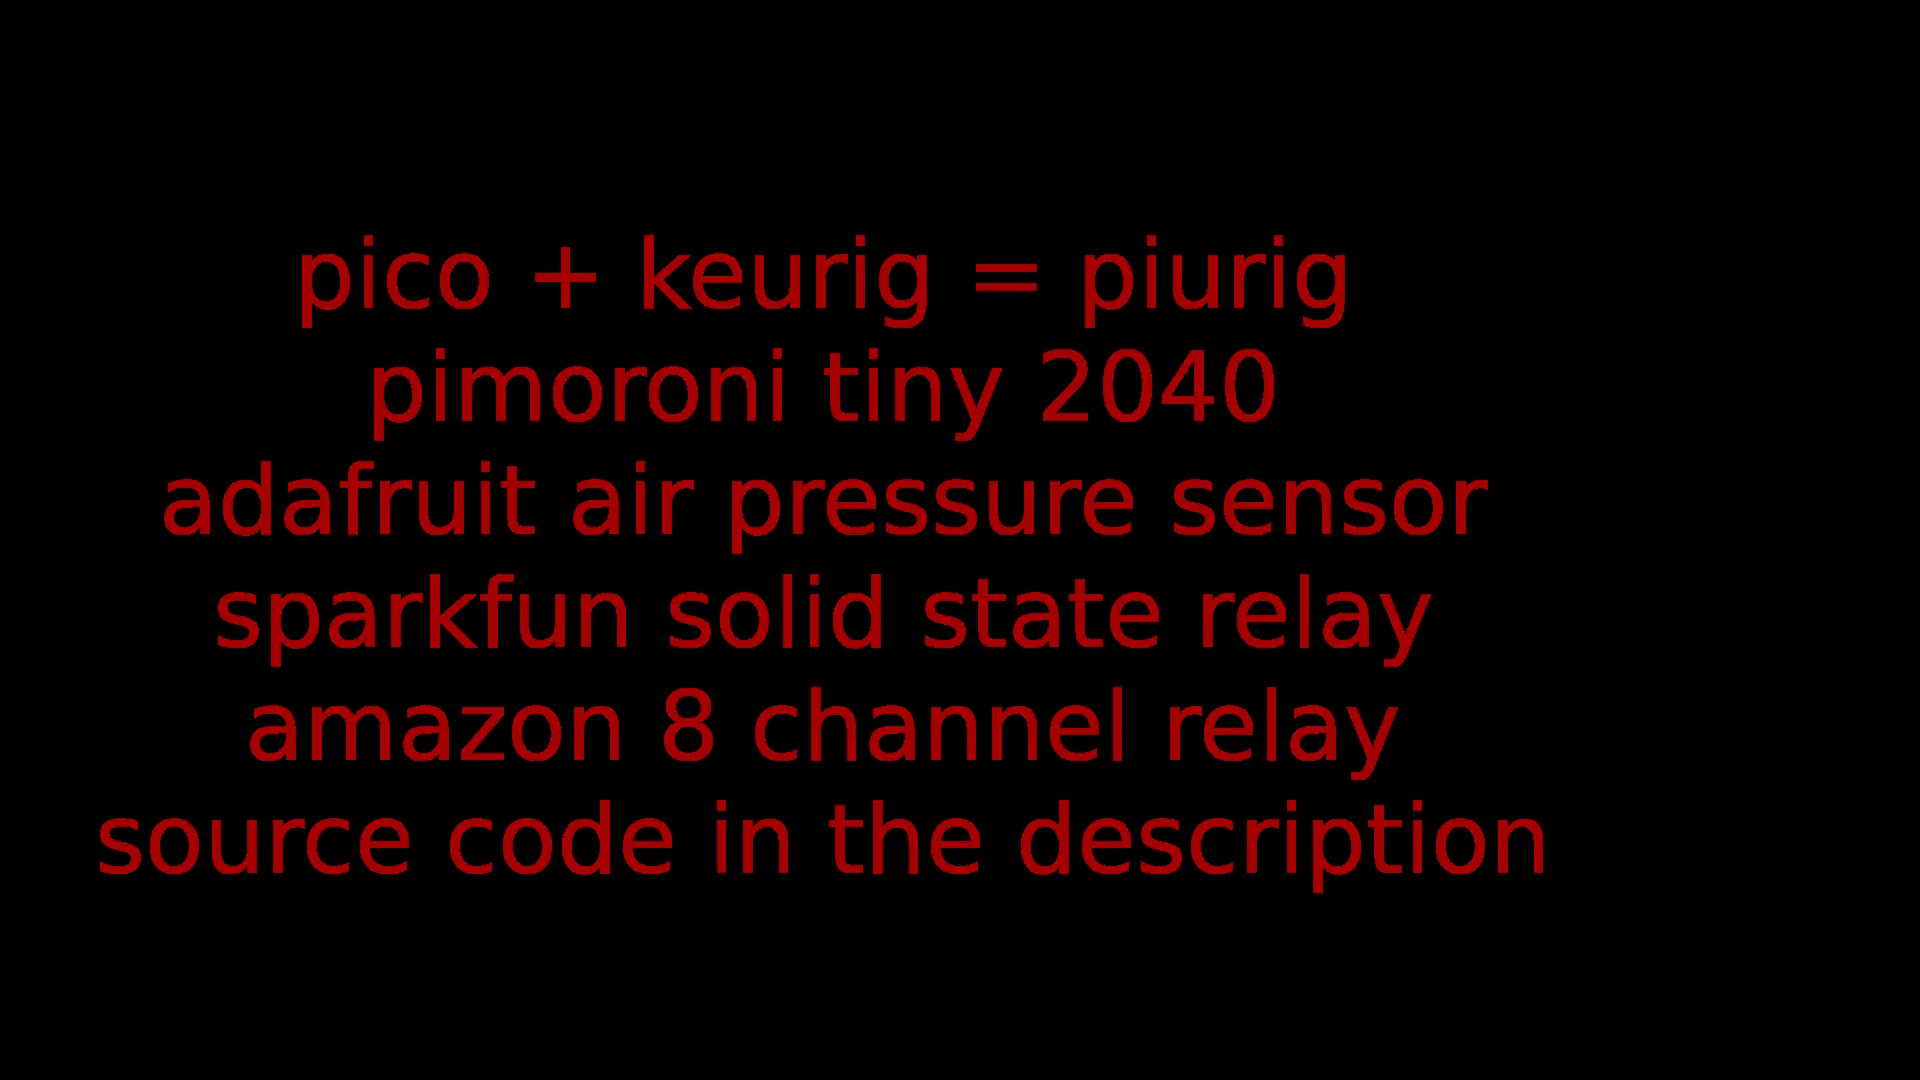 pico + keurig = piurig
pimoroni tiny 2040
adafruit air pressure sensor
sparkfun solid state relay
amazon 8 channel relay
source code in the description